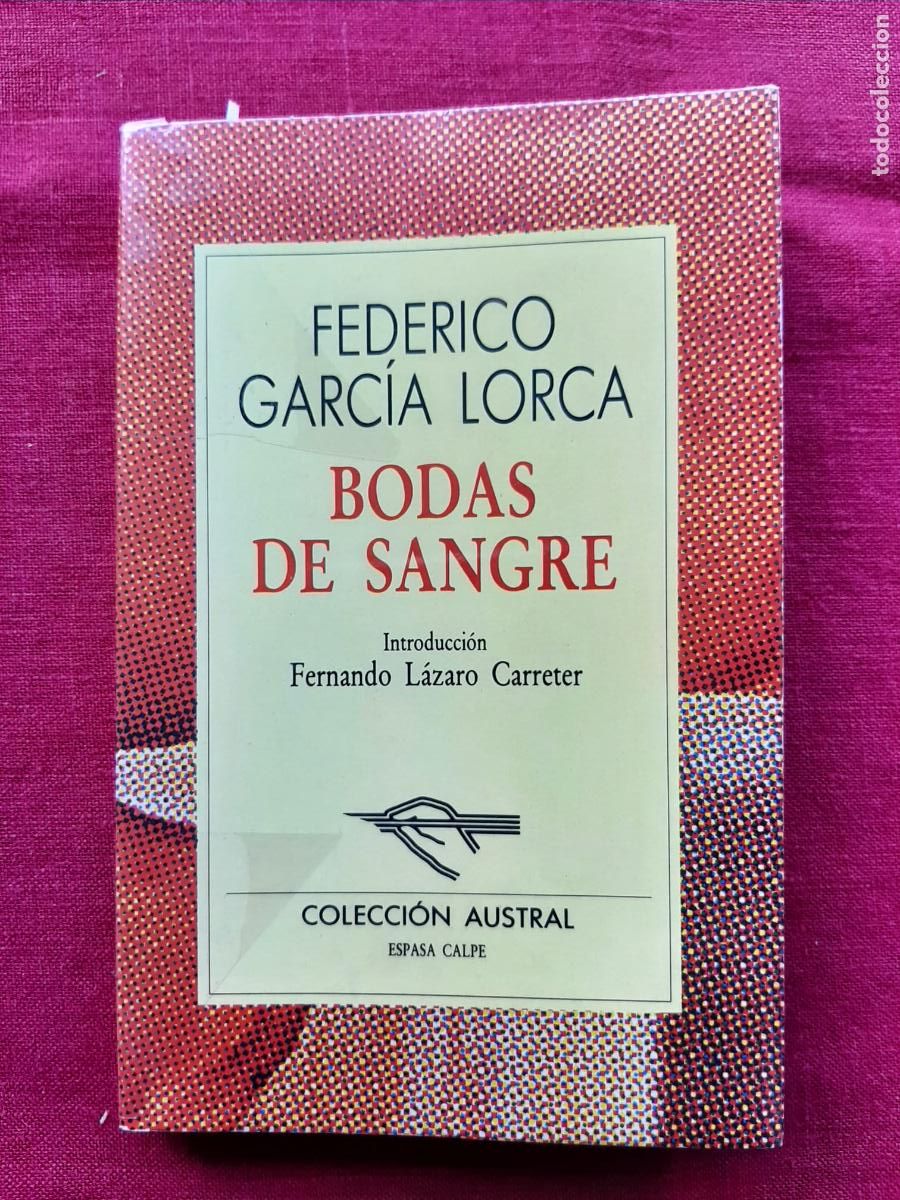 FEDERICO
GARCÍA LORCA
BODAS
DE SANGRE
Introducción
Fernando Lázaro Carreter
COLECCIÓN AUSTRAL
ESPASA CALPE
todocoleccion